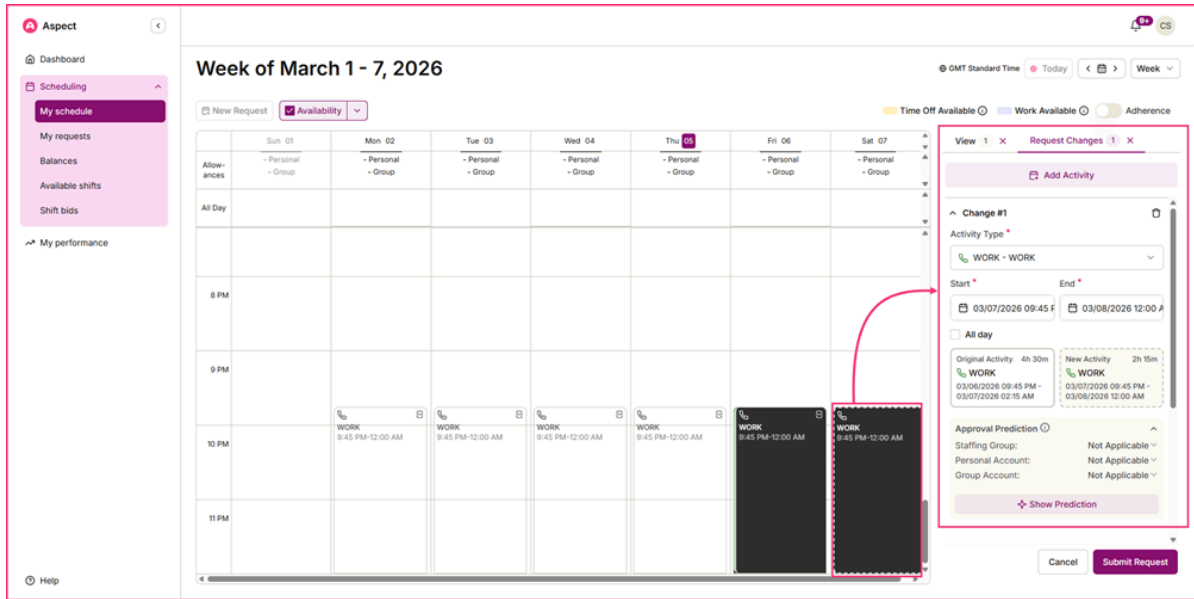 Aspect
9+
CS
Dashboard
Scheduling
My schedule
My requests
Balances
Available shifts
Shift bids
My performance
Help
Week of March 1 - 7, 2026
GMT Standard Time
Today
Week
New Request
Availability
Time Off Available
Work Available
Adherence
Sun 01
Mon 02
Tue 03
Wed 04
Thu 05
Fri 06
Sat 07
Allow-
ances
- Personal
- Group
- Personal
- Group
- Personal
- Group
- Personal
- Group
- Personal
- Group
- Personal
- Group
- Personal
- Group
All Day
8 PM
9 PM
10 PM
11 PM
WORK
9:45 PM-12:00 AM
WORK
9:45 PM-12:00 AM
WORK
9:45 PM-12:00 AM
WORK
9:45 PM-12:00 AM
WORK
9:45 PM-12:00 AM
WORK
9:45 PM-12:00 AM
View 1
Request Changes 1
Add Activity
Change #1
Activity Type *
WORK - WORK
Start *
End *
03/07/2026 09:45 P
03/08/2026 12:00 A
All day
Original Activity 4h 30m
WORK
03/06/2026 09:45 PM -
03/07/2026 02:15 AM
New Activity 2h 15m
WORK
03/07/2026 09:45 PM -
03/08/2026 12:00 AM
Approval Prediction
Staffing Group: Not Applicable
Personal Account: Not Applicable
Group Account: Not Applicable
Show Prediction
Cancel
Submit Request